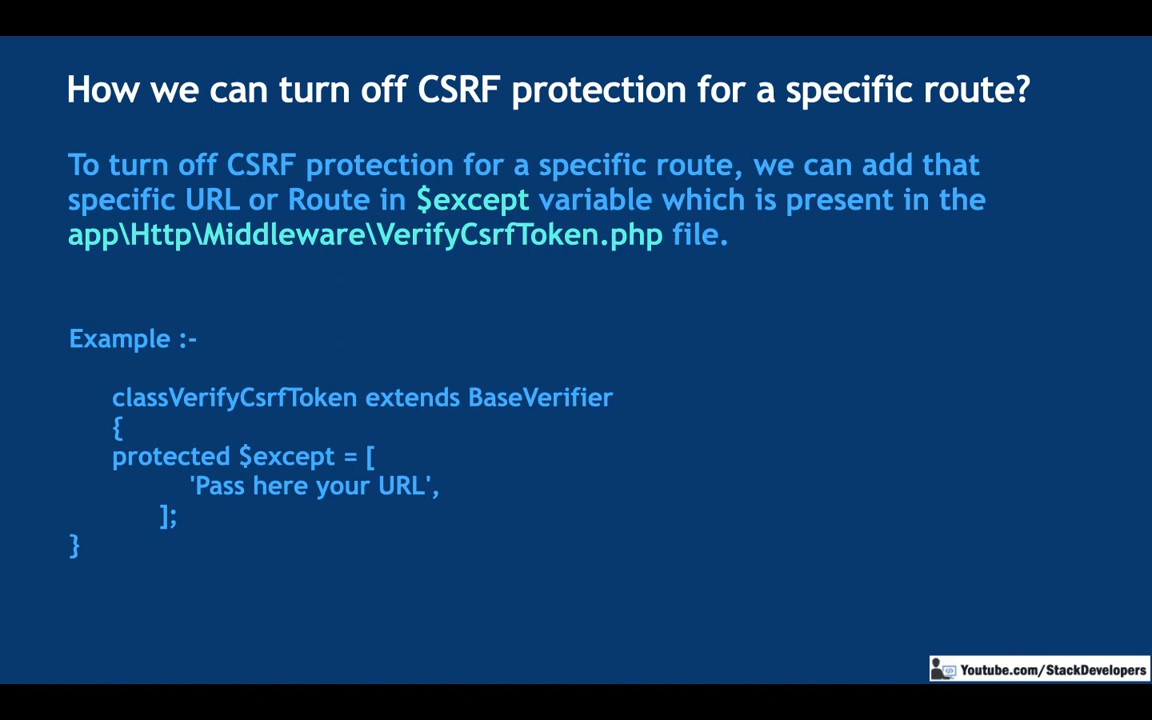 How we can turn off CSRF protection for a specific route?
To turn off CSRF protection for a specific route, we can add that
specific URL or Route in $except variable which is present in the
app\Http\Middleware\VerifyCsrfToken.php file.
Example :-
classVerifyCsrfToken extends BaseVerifier
{
protected $except = [
'Pass here your URL',
];
}
Youtube.com/StackDevelopers